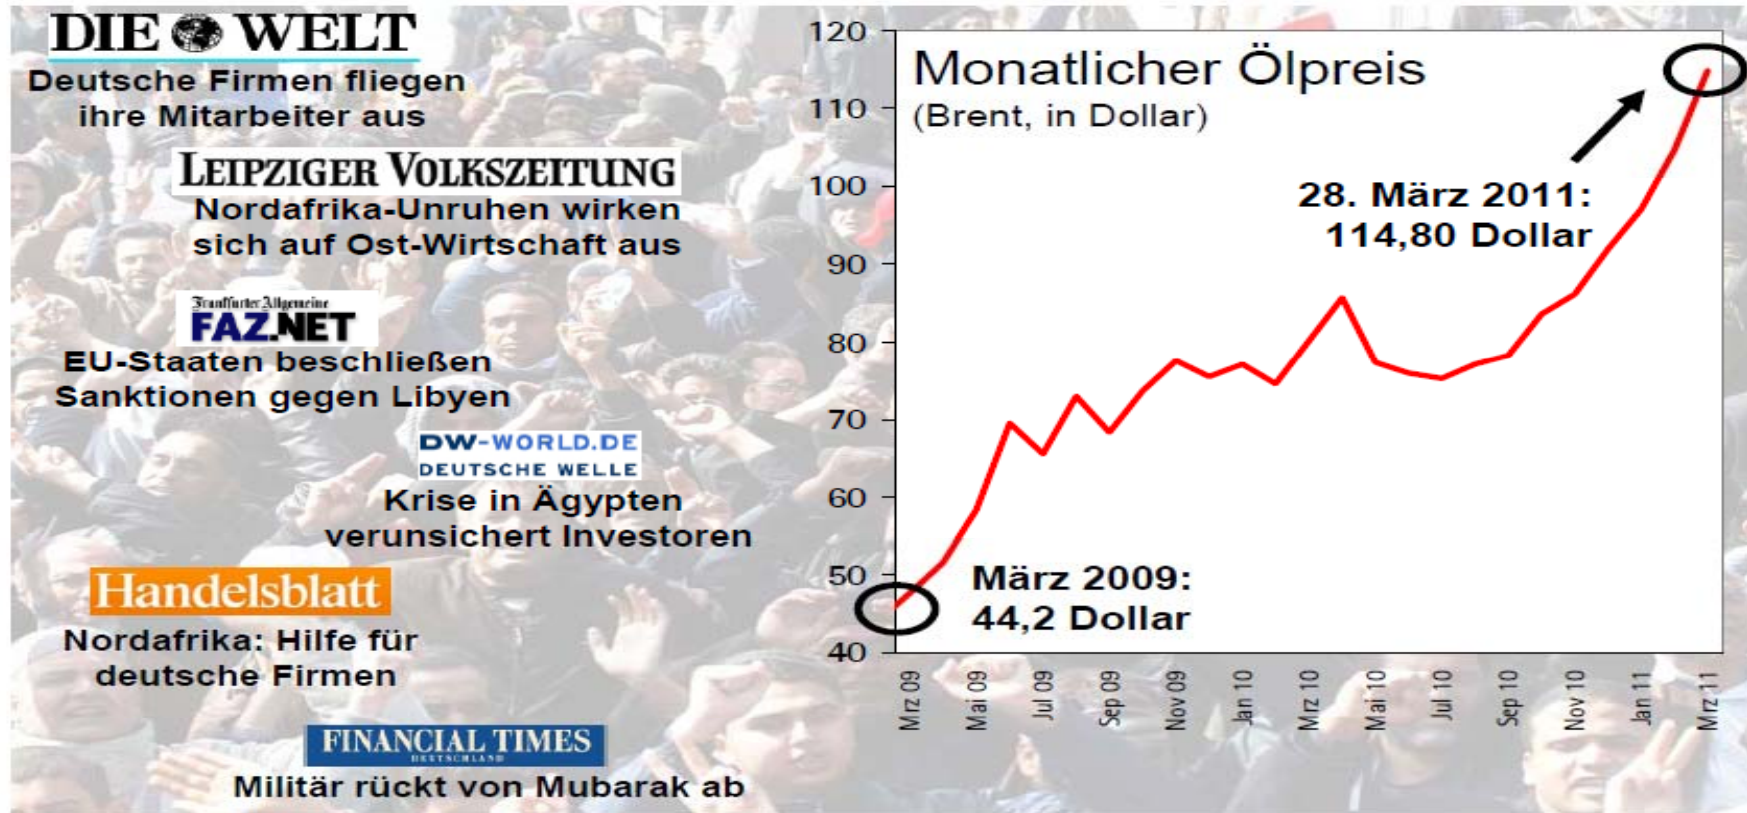 DIE WELT
Deutsche Firmen fliegen
ihre Mitarbeiter aus
LEIPZIGER VOLKSZEITUNG
Nordafrika-Unruhen wirken
sich auf Ost-Wirtschaft aus
Frankfurter Allgemeine
FAZ.NET
EU-Staaten beschließen
Sanktionen gegen Libyen
DW-WORLD.DE
DEUTSCHE WELLE
Krise in Ägypten
verunsichert Investoren
Handelsblatt
Nordafrika: Hilfe für
deutsche Firmen
FINANCIAL TIMES
DEUTSCHLAND
Militär rückt von Mubarak ab
Monatlicher Ölpreis
(Brent, in Dollar)
28. März 2011:
114,80 Dollar
März 2009:
44,2 Dollar
120
110
100
90
80
70
60
50
40
Mrz 09
Mai 09
Jul 09
Sep 09
Nov 09
Jan 10
Mrz 10
Mai 10
Jul 10
Sep 10
Nov 10
Jan 11
Mrz 11